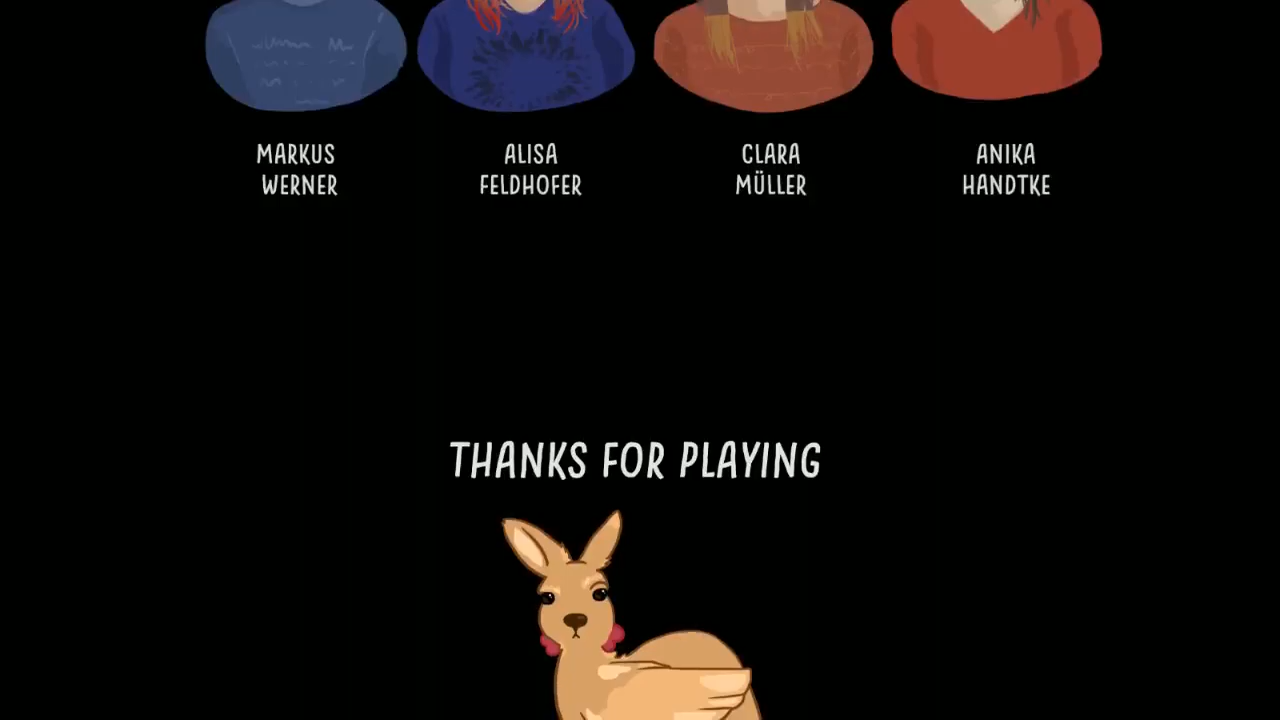 MARKUS
WERNER
ALISA
FELDHOFER
CLARA
MÜLLER
ANIKA
HANDTKE
THANKS FOR PLAYING